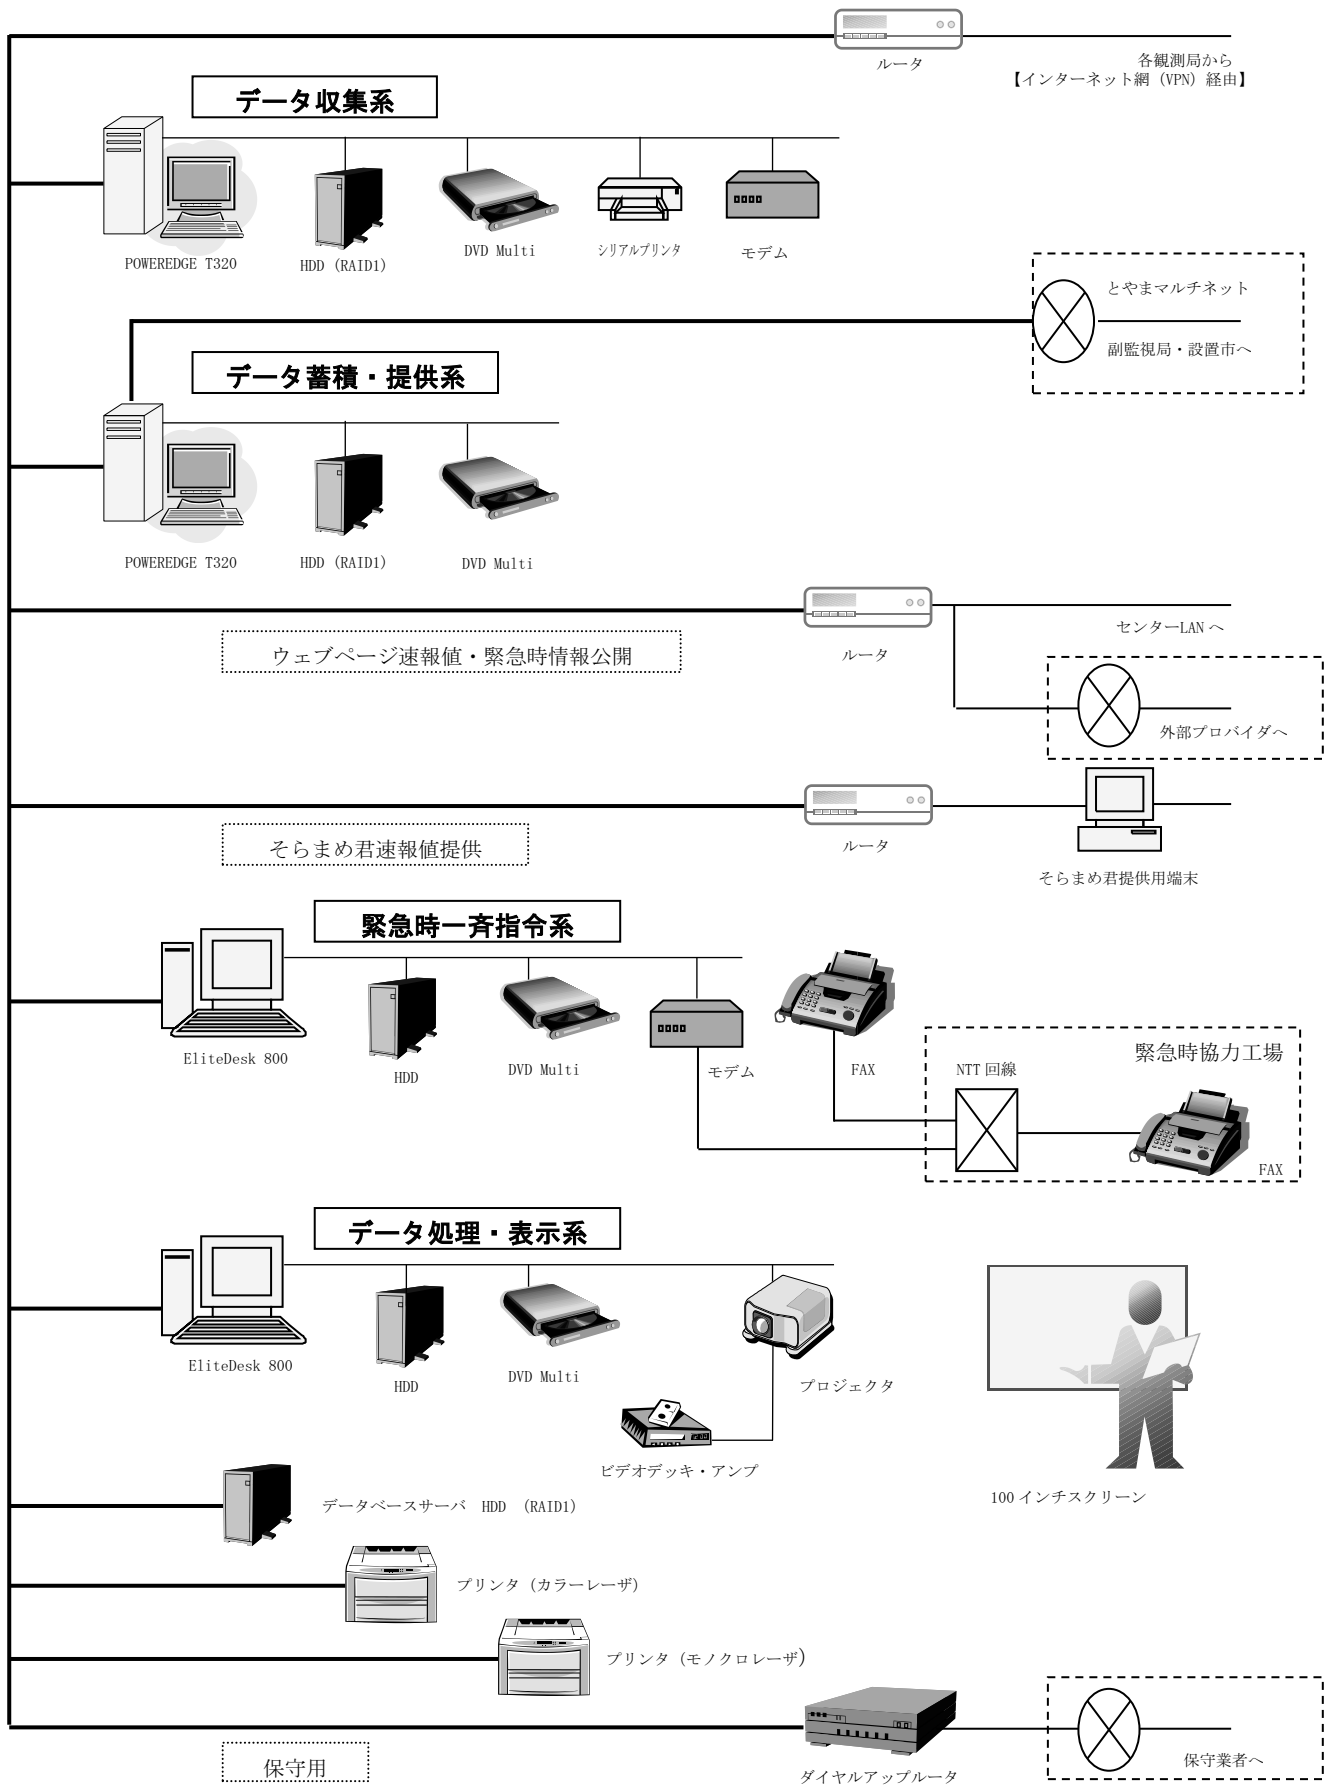 ルータ
各観測局から
【インターネット網（VPN）経由】
データ収集系
POWEREDGE T320
HDD（RAID1）
DVD Multi
シリアルプリンタ
モデム
とやまマルチネット
副監視局・設置市へ
データ蓄積・提供系
POWEREDGE T320
HDD（RAID1）
DVD Multi
センターLAN へ
ウェブページ速報値・緊急時情報公開
ルータ
外部プロバイダへ
そらまめ君速報値提供
ルータ
そらまめ君提供用端末
緊急時一斉指令系
EliteDesk 800
HDD
DVD Multi
モデム
FAX
NTT 回線
緊急時協力工場
FAX
データ処理・表示系
EliteDesk 800
HDD
DVD Multi
プロジェクタ
ビデオデッキ・アンプ
100 インチスクリーン
データベースサーバ　HDD　（RAID1）
プリンタ（カラーレーザ）
プリンタ（モノクロレーザ）
保守用
ダイヤルアップルータ
保守業者へ